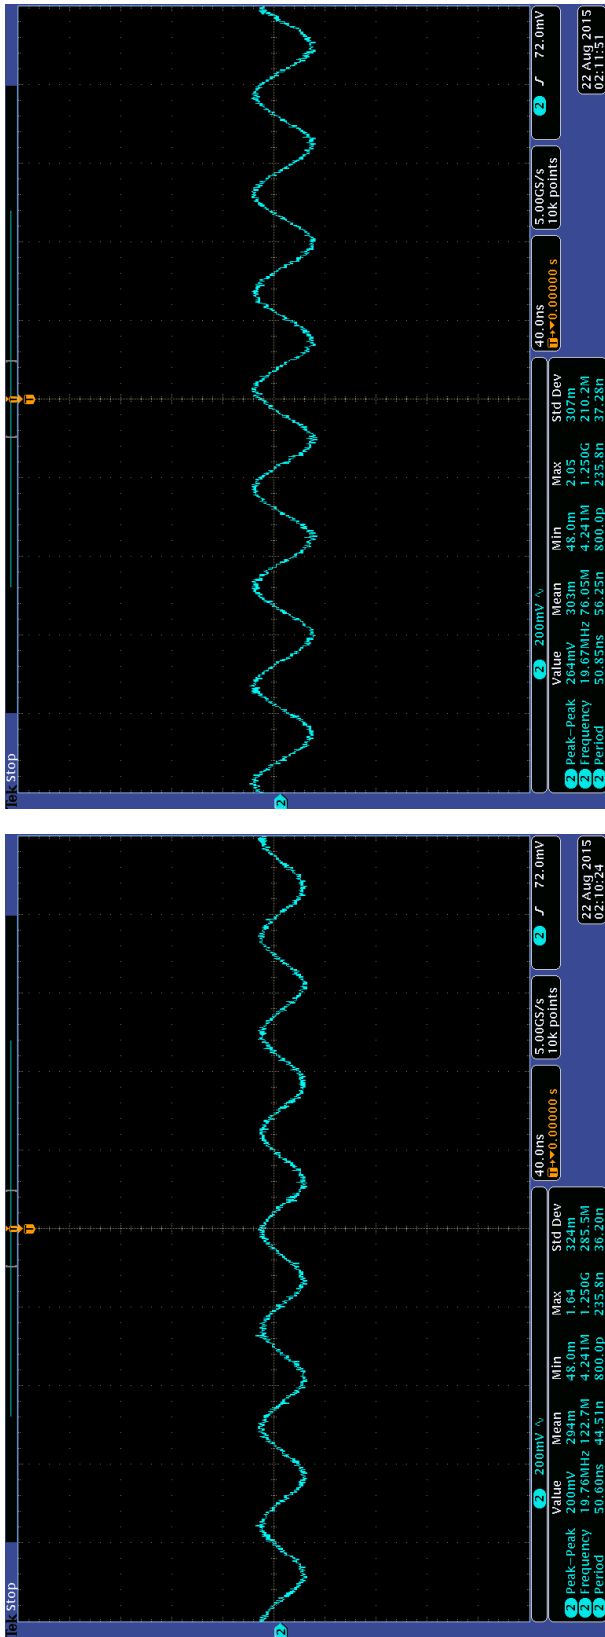 Tek Stop
2
2 200mV ∿
40.0ns
T→▼0.00000 s
5.00GS/s
10k points
2 ∫ 72.0mV
Value Mean Min Max Std Dev
2 Peak–Peak 264mV 303m 48.0m 2.05 307m
2 Frequency 19.67MHz 76.05M 4.241M 1.250G 210.2M
2 Period 50.85ns 56.25n 800.0p 235.8n 37.28n
22 Aug 2015
02:11:51
Tek Stop
2
2 200mV ∿
40.0ns
T→▼0.00000 s
5.00GS/s
10k points
2 ∫ 72.0mV
Value Mean Min Max Std Dev
2 Peak–Peak 200mV 294m 48.0m 1.64 324m
2 Frequency 19.76MHz 122.7M 4.241M 1.250G 285.5M
2 Period 50.60ns 44.51n 800.0p 235.8n 36.20n
22 Aug 2015
02:10:24